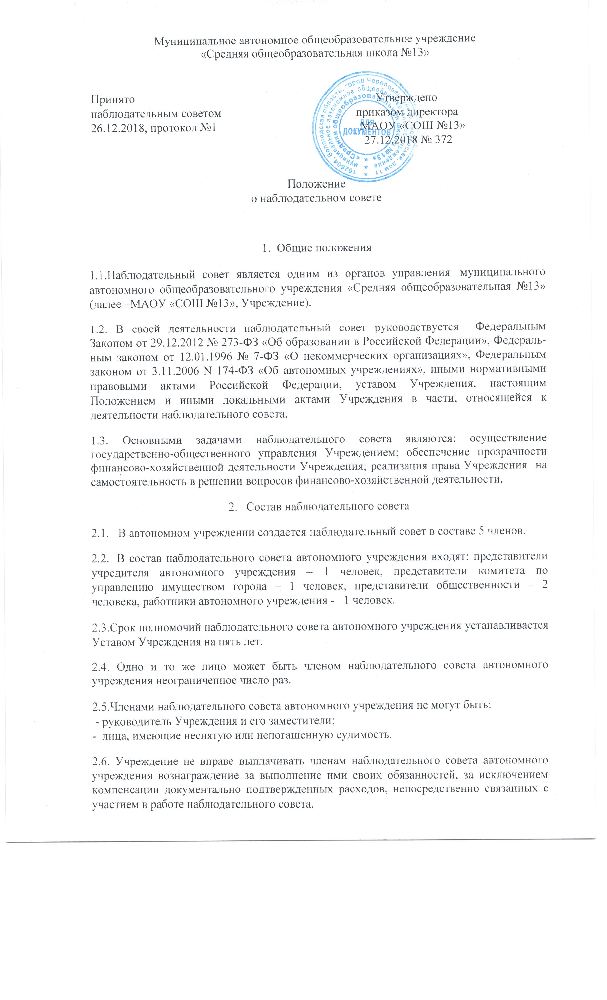 Муниципальное автономное общеобразовательное учреждение
«Средняя общеобразовательная школа №13»
Принято
наблюдательным советом
26.12.2018, протокол №1
Утверждено
приказом директора
МАОУ «СОШ №13»
27.12.2018 № 372
162604, Вологодская область, город Череповец, дом 11
муниципальное автономное общеобразовательное учреждение
«Средняя общеобразовательная школа №13»
ДЛЯ
ДОКУМЕНТОВ
Положение
о наблюдательном совете
1. Общие положения
1.1.Наблюдательный совет является одним из органов управления муниципального
автономного общеобразовательного учреждения «Средняя общеобразовательная №13»
(далее –МАОУ «СОШ №13», Учреждение).
1.2. В своей деятельности наблюдательный совет руководствуется Федеральным
Законом от 29.12.2012 № 273-ФЗ «Об образовании в Российской Федерации», Федераль-
ным законом от 12.01.1996 № 7-ФЗ «О некоммерческих организациях», Федеральным
законом от 3.11.2006 N 174-ФЗ «Об автономных учреждениях», иными нормативными
правовыми актами Российской Федерации, уставом Учреждения, настоящим
Положением и иными локальными актами Учреждения в части, относящейся к
деятельности наблюдательного совета.
1.3. Основными задачами наблюдательного совета являются: осуществление
государственно-общественного управления Учреждением; обеспечение прозрачности
финансово-хозяйственной деятельности Учреждения; реализация права Учреждения на
самостоятельность в решении вопросов финансово-хозяйственной деятельности.
2. Состав наблюдательного совета
2.1. В автономном учреждении создается наблюдательный совет в составе 5 членов.
2.2. В состав наблюдательного совета автономного учреждения входят: представители
учредителя автономного учреждения – 1 человек, представители комитета по
управлению имуществом города – 1 человек, представители общественности – 2
человека, работники автономного учреждения - 1 человек.
2.3.Срок полномочий наблюдательного совета автономного учреждения устанавливается
Уставом Учреждения на пять лет.
2.4. Одно и то же лицо может быть членом наблюдательного совета автономного
учреждения неограниченное число раз.
2.5.Членами наблюдательного совета автономного учреждения не могут быть:
- руководитель Учреждения и его заместители;
- лица, имеющие неснятую или непогашенную судимость.
2.6. Учреждение не вправе выплачивать членам наблюдательного совета автономного
учреждения вознаграждение за выполнение ими своих обязанностей, за исключением
компенсации документально подтвержденных расходов, непосредственно связанных с
участием в работе наблюдательного совета.